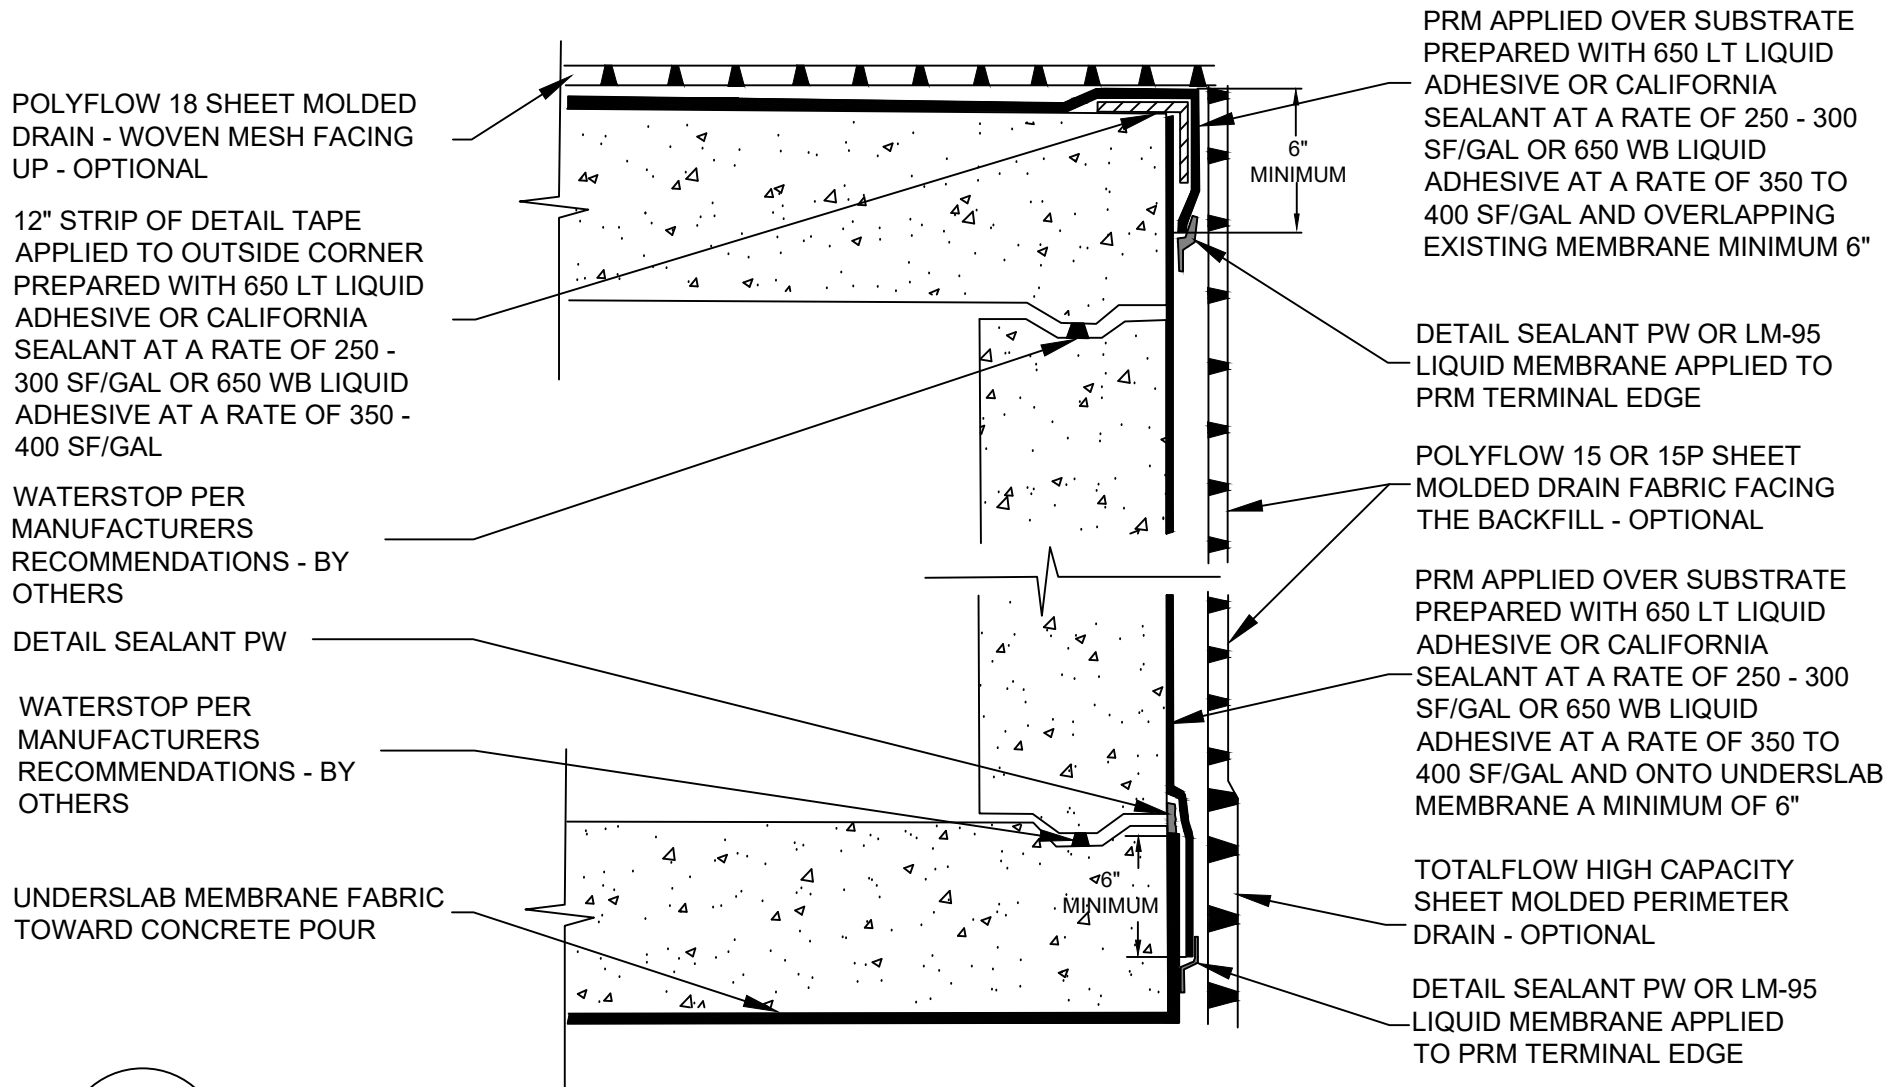 POLYFLOW 18 SHEET MOLDED
DRAIN - WOVEN MESH FACING
UP - OPTIONAL
12" STRIP OF DETAIL TAPE
APPLIED TO OUTSIDE CORNER
PREPARED WITH 650 LT LIQUID
ADHESIVE OR CALIFORNIA
SEALANT AT A RATE OF 250 -
300 SF/GAL OR 650 WB LIQUID
ADHESIVE AT A RATE OF 350 -
400 SF/GAL
WATERSTOP PER
MANUFACTURERS
RECOMMENDATIONS - BY
OTHERS
DETAIL SEALANT PW
WATERSTOP PER
MANUFACTURERS
RECOMMENDATIONS - BY
OTHERS
UNDERSLAB MEMBRANE FABRIC
TOWARD CONCRETE POUR
6"
MINIMUM
6"
MINIMUM
PRM APPLIED OVER SUBSTRATE
PREPARED WITH 650 LT LIQUID
ADHESIVE OR CALIFORNIA
SEALANT AT A RATE OF 250 - 300
SF/GAL OR 650 WB LIQUID
ADHESIVE AT A RATE OF 350 TO
400 SF/GAL AND OVERLAPPING
EXISTING MEMBRANE MINIMUM 6"
DETAIL SEALANT PW OR LM-95
LIQUID MEMBRANE APPLIED TO
PRM TERMINAL EDGE
POLYFLOW 15 OR 15P SHEET
MOLDED DRAIN FABRIC FACING
THE BACKFILL - OPTIONAL
PRM APPLIED OVER SUBSTRATE
PREPARED WITH 650 LT LIQUID
ADHESIVE OR CALIFORNIA
SEALANT AT A RATE OF 250 - 300
SF/GAL OR 650 WB LIQUID
ADHESIVE AT A RATE OF 350 TO
400 SF/GAL AND ONTO UNDERSLAB
MEMBRANE A MINIMUM OF 6"
TOTALFLOW HIGH CAPACITY
SHEET MOLDED PERIMETER
DRAIN - OPTIONAL
DETAIL SEALANT PW OR LM-95
LIQUID MEMBRANE APPLIED
TO PRM TERMINAL EDGE